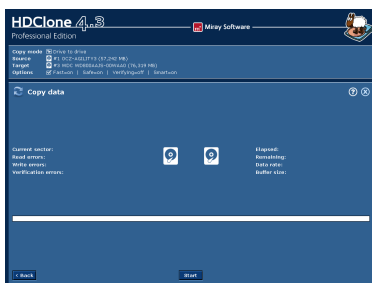 HDClone 4.3
Professional Edition
Miray Software
Copy mode Drive to drive
Source #1 OCZ-AGILITY3 (57,242 MB)
Target #3 WDC (76,319 MB)
Options Fast=on | Safe=on | Verifying=off | Smart=on
Copy data
Current sector:
Read errors:
Write errors:
Verification errors:
Elapsed:
Remaining:
Data rate:
Buffer size:
< Back
Start